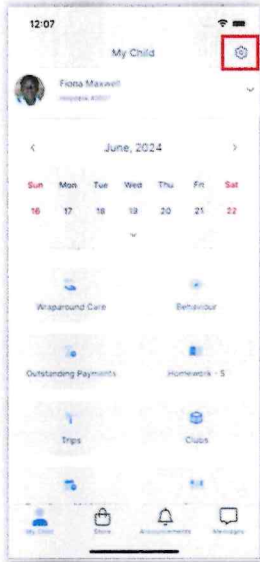 12:07
My Child
Fiona Maxwell
June, 2024
Sun Mon Tue Wed Thu Fri Sat
16 17 18 19 20 21 22
Wraparound Care Behaviour
Outstanding Payments Homework - 5
Trips Clubs
My Child Store Announcements Messages